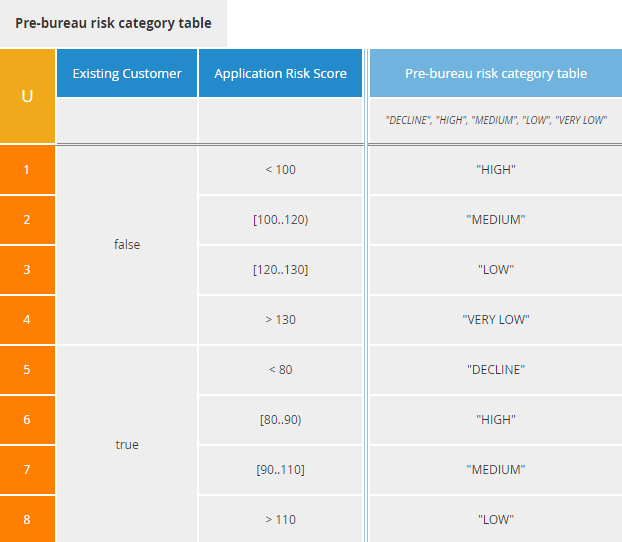 Pre-bureau risk category table
U
Existing Customer
Application Risk Score
Pre-bureau risk category table
"DECLINE", "HIGH", "MEDIUM", "LOW", "VERY LOW"
1
false
< 100
"HIGH"
2
[100..120)
"MEDIUM"
3
[120..130]
"LOW"
4
> 130
"VERY LOW"
5
true
< 80
"DECLINE"
6
[80..90)
"HIGH"
7
[90..110]
"MEDIUM"
8
> 110
"LOW"